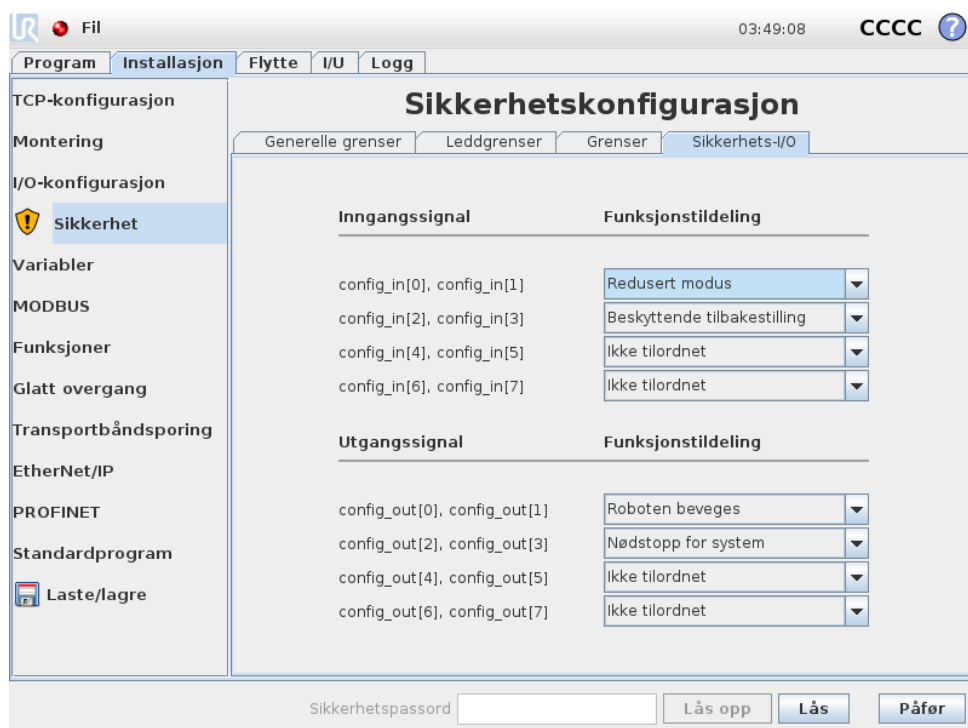 UR Fil 03:49:08 CCCC ?
Program Installasjon Flytte I/U Logg
TCP-konfigurasjon
Montering
I/O-konfigurasjon
Sikkerhet
Variabler
MODBUS
Funksjoner
Glatt overgang
Transportbåndsporing
EtherNet/IP
PROFINET
Standardprogram
Laste/lagre
Sikkerhetskonfigurasjon
Generelle grenser Leddgrenser Grenser Sikkerhets-I/O
Inngangssignal Funksjonstildeling
config_in[0], config_in[1] Redusert modus
config_in[2], config_in[3] Beskyttende tilbakestilling
config_in[4], config_in[5] Ikke tilordnet
config_in[6], config_in[7] Ikke tilordnet
Utgangssignal Funksjonstildeling
config_out[0], config_out[1] Roboten beveges
config_out[2], config_out[3] Nødstopp for system
config_out[4], config_out[5] Ikke tilordnet
config_out[6], config_out[7] Ikke tilordnet
Sikkerhetspassord Lås opp Lås Påfør